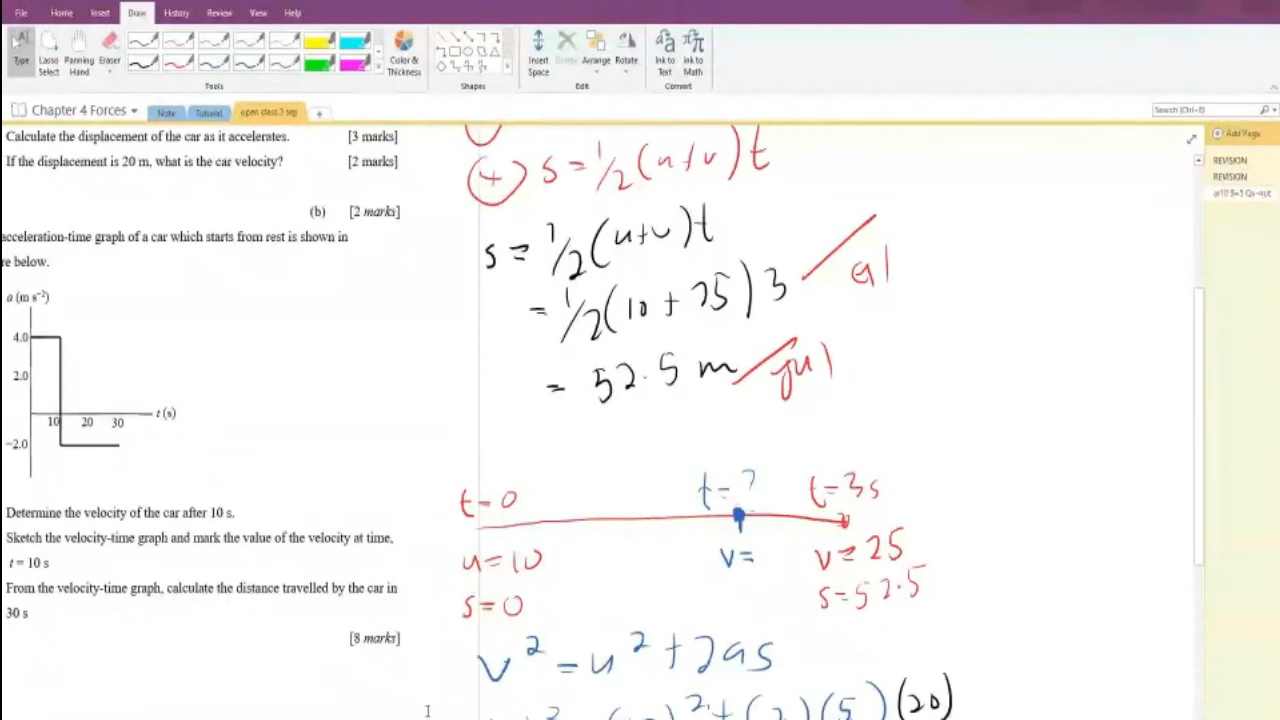 File Home Insert Draw History Review View Help
Type Lasso Select Panning Hand Eraser Color & Thickness Insert Space Delete Arrange Rotate Ink to Text Ink to Math
Tools Shapes Edit Convert
Chapter 4 Forces Note Tutorial open class 3 sep + Search (Ctrl+E)
Add Page
REVISION
REVISION
Calculate the displacement of the car as it accelerates. [3 marks]
If the displacement is 20 m, what is the car velocity? [2 marks]
(b) [2 marks]
acceleration-time graph of a car which starts from rest is shown in
re below.
a (m s⁻²)
4.0
2.0
10 20 30 t (s)
−2.0
Determine the velocity of the car after 10 s.
Sketch the velocity-time graph and mark the value of the velocity at time,
t = 10 s
From the velocity-time graph, calculate the distance travelled by the car in
30 s
[8 marks]
4 s = 1/2 (u+v) t
s = 1/2 (u+v) t
= 1/2 (10 + 25) 3 G1
= 52.5 m JU1
t=0 t=? t=3s
u=10 v= v=25
s=0 s=52.5
v² = u² + 2as
² + (2)(5)(20)